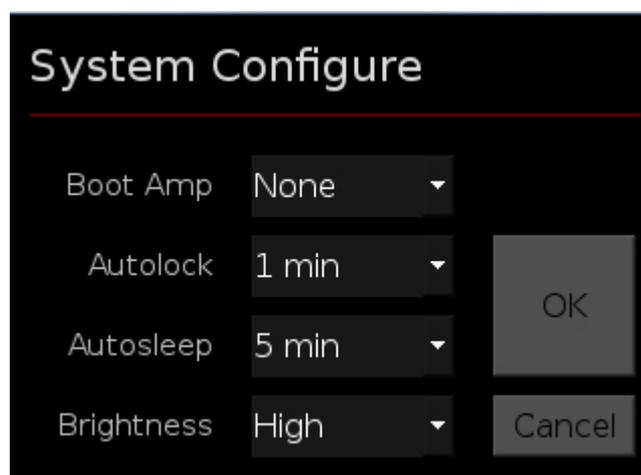 System Configure
Boot Amp None
Autolock 1 min
OK
Autosleep 5 min
Brightness High Cancel